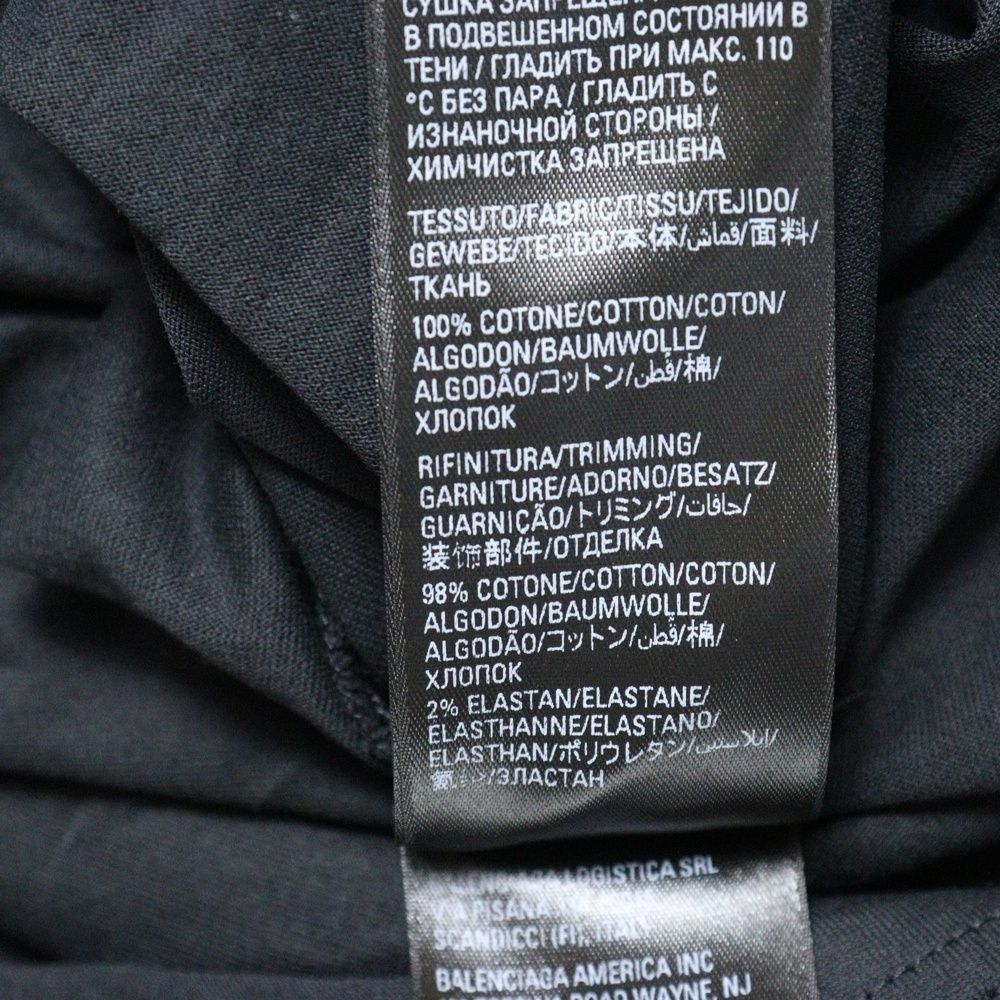 СУШКА ЗАПРЕЩЕНА
В ПОДВЕШЕННОМ СОСТОЯНИИ В
ТЕНИ / ГЛАДИТЬ ПРИ МАКС. 110
°C БЕЗ ПАРА / ГЛАДИТЬ С
ИЗНАНОЧНОЙ СТОРОНЫ /
ХИМЧИСТКА ЗАПРЕЩЕНА
TESSUTO/FABRIC/TISSU/TEJIDO/
GEWEBE/TECIDO/本体/قماش/面料/
ТКАНЬ
100% COTONE/COTTON/COTON/
ALGODON/BAUMWOLLE/
ALGODÃO/コットン/قطن/棉/
ХЛОПОК
RIFINITURA/TRIMMING/
GARNITURE/ADORNO/BESATZ/
GUARNIÇÃO/トリミング/حافات/
装饰部件/ОТДЕЛКА
98% COTONE/COTTON/COTON/
ALGODON/BAUMWOLLE/
ALGODÃO/コットン/قطن/棉/
ХЛОПОК
2% ELASTAN/ELASTANE/
ELASTHANNE/ELASTANO/
ELASTHAN/ポリウレタン/
ЭЛАСТАН
LOGISTICA SRL
PISANA
SCANDICCI (FI), ITALY
BALENCIAGA AMERICA INC
ROAD WAYNE, NJ